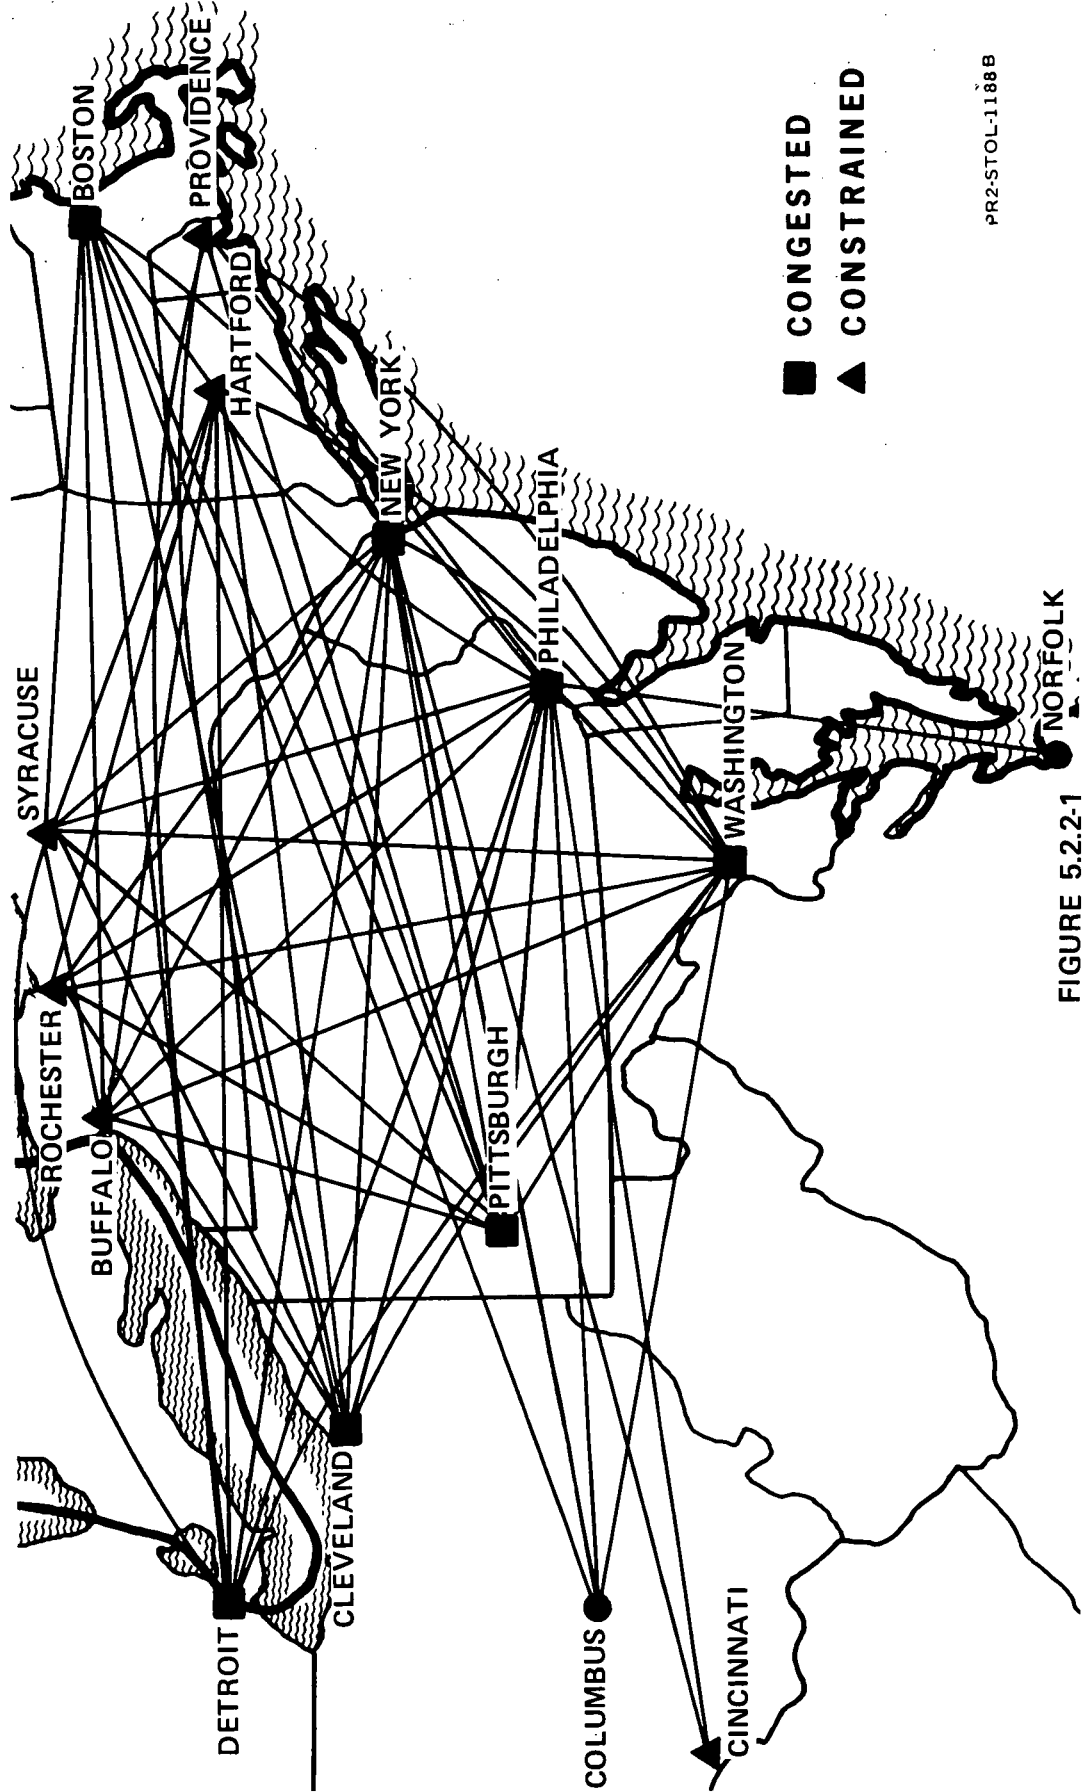 BOSTON
PROVIDENCE
HARTFORD
SYRACUSE
NEW YORK
ROCHESTER
BUFFALO
PHILADELPHIA
DETROIT
CLEVELAND
PITTSBURGH
WASHINGTON
COLUMBUS
CINCINNATI
NORFOLK
CONGESTED
CONSTRAINED
PR2-STOL-1188B
FIGURE 5.2.2-1